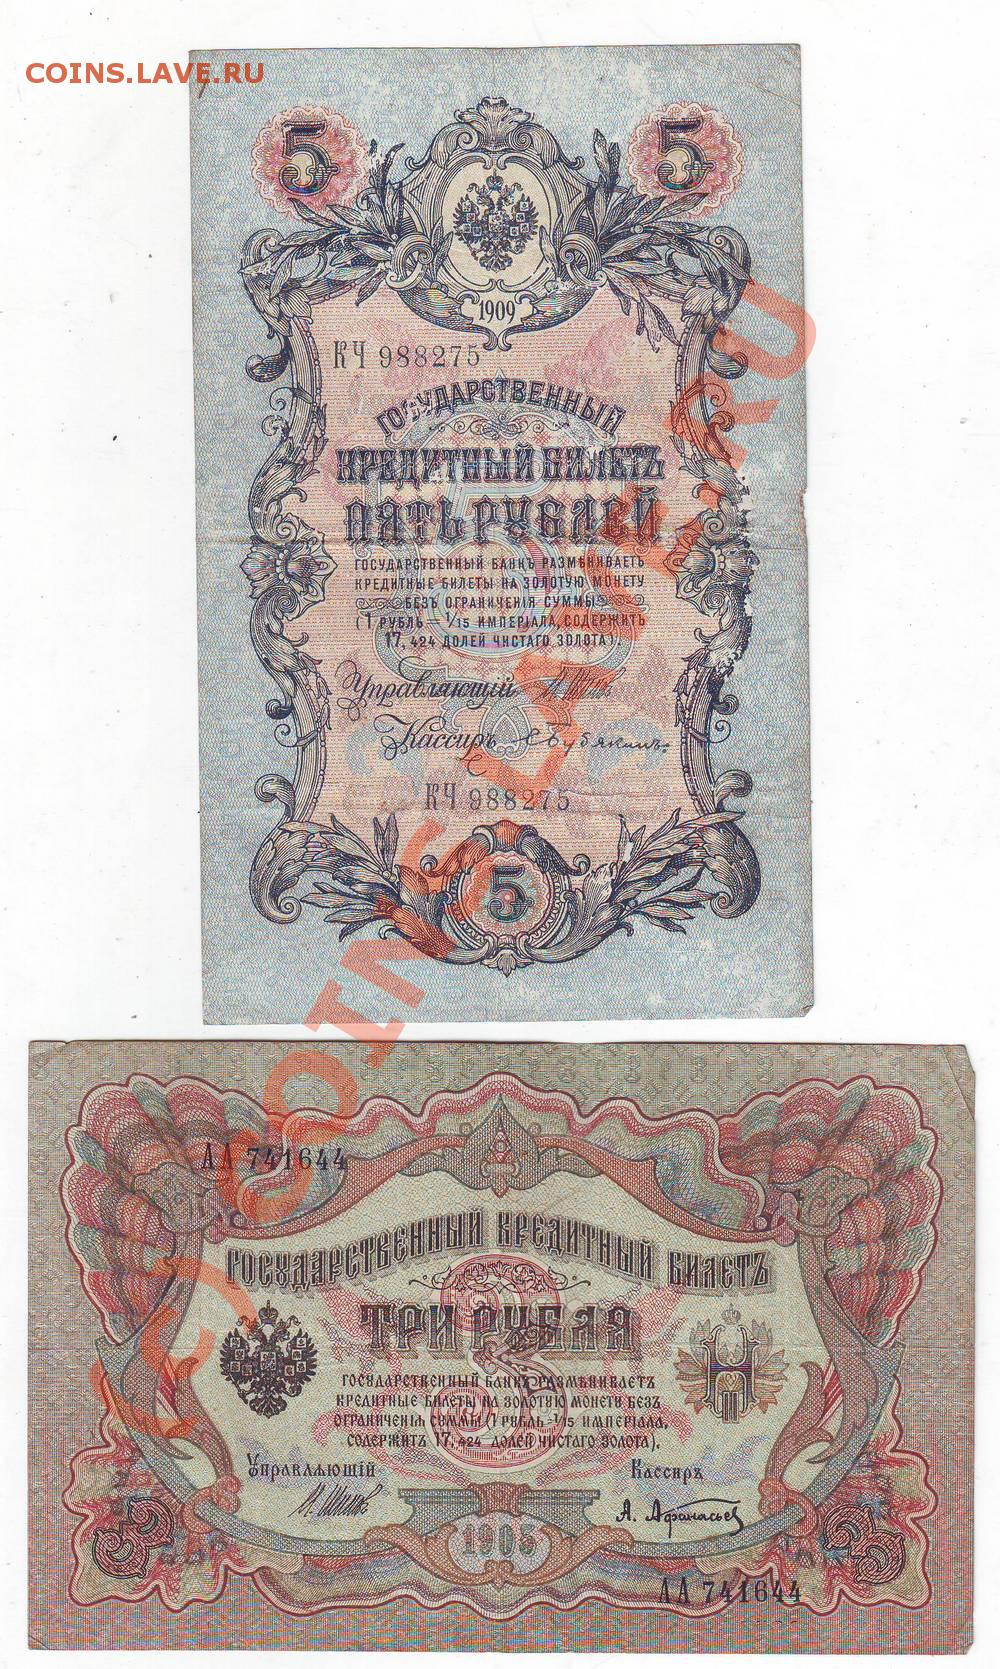 COINS.LAVE.RU
5 5
1909
КЧ 988275
ГОСУДАРСТВЕННЫЙ
КРЕДИТНЫЙ БИЛЕТЪ
ПЯТЬ РУБЛЕЙ
ГОСУДАРСТВЕННЫЙ БАНКЪ РАЗМѢНИВАЕТЪ
КРЕДИТНЫЕ БИЛЕТЫ НА ЗОЛОТУЮ МОНЕТУ
БЕЗЪ ОГРАНИЧЕНІЯ СУММЫ
(1 РУБЛЬ = 1/15 ИМПЕРІАЛА, СОДЕРЖИТЪ
17,424 ДОЛЕЙ ЧИСТАГО ЗОЛОТА).
Управляющій
Кассиръ
КЧ 988275
5
АА 741644
ГОСУДАРСТВЕННЫЙ КРЕДИТНЫЙ БИЛЕТЪ
ТРИ РУБЛЯ
3
ГОСУДАРСТВЕННЫЙ БАНКЪ РАЗМѢНИВАЕТЪ
КРЕДИТНЫЕ БИЛЕТЫ НА ЗОЛОТУЮ МОНЕТУ БЕЗЪ
ОГРАНИЧЕНІЯ СУММЫ (1 РУБЛЬ = 1/15 ИМПЕРІАЛА,
СОДЕРЖИТЪ 17,424 ДОЛЕЙ ЧИСТАГО ЗОЛОТА).
Управляющій Кассиръ
А. Афанасьев
3 1905 3
АА 741644